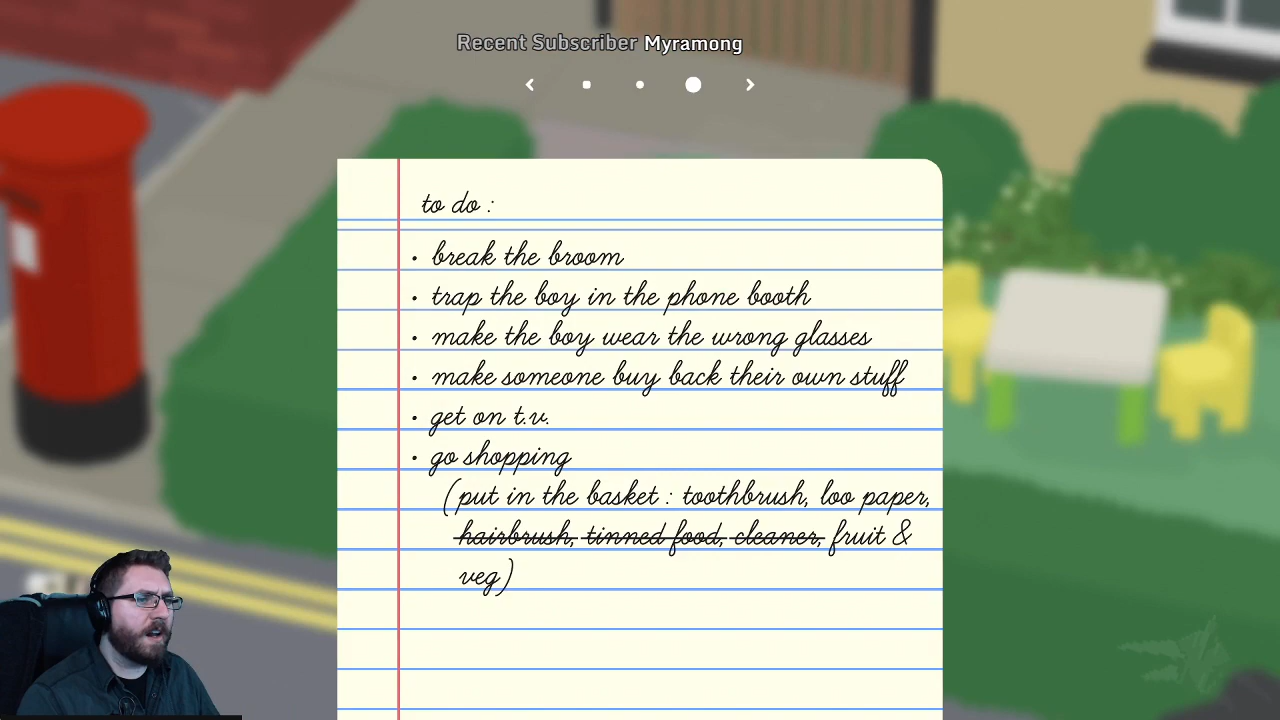 Recent Subscriber Myramong
to do :
• break the broom
• trap the boy in the phone booth
• make the boy wear the wrong glasses
• make someone buy back their own stuff
• get on t.v.
• go shopping
(put in the basket : toothbrush, loo paper,
hairbrush, tinned food, cleaner, fruit &
veg)